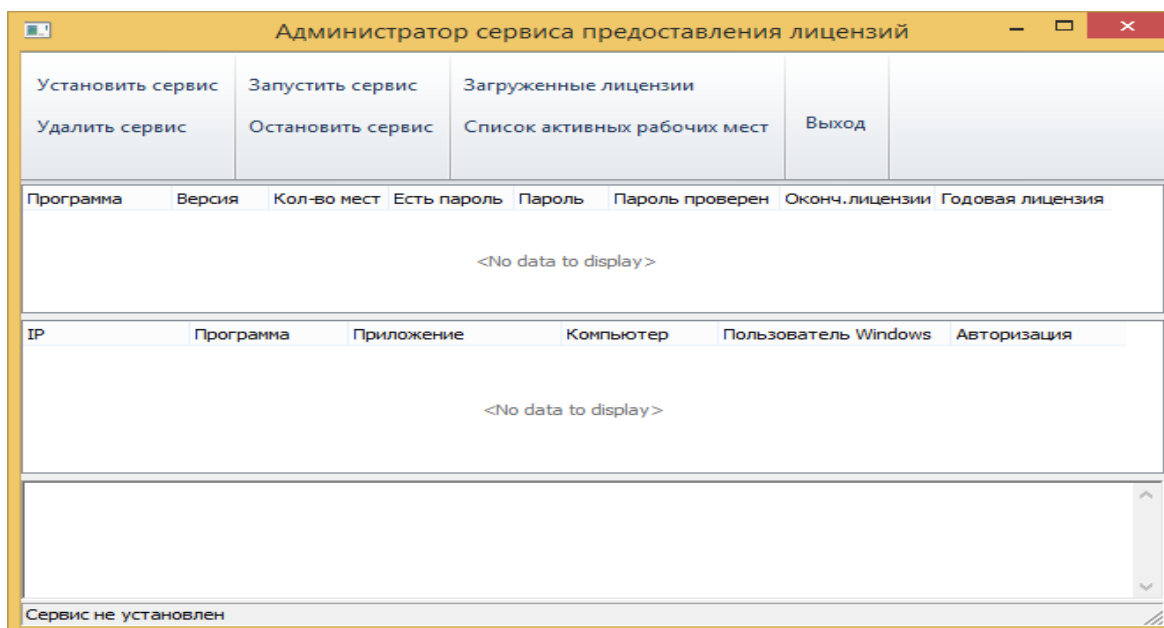 Администратор сервиса предоставления лицензий
Установить сервис Запустить сервис Загруженные лицензии
Удалить сервис Остановить сервис Список активных рабочих мест Выход
Программа Версия Кол-во мест Есть пароль Пароль Пароль проверен Оконч.лицензии Годовая лицензия
<No data to display>
IP Программа Приложение Компьютер Пользователь Windows Авторизация
<No data to display>
Сервис не установлен